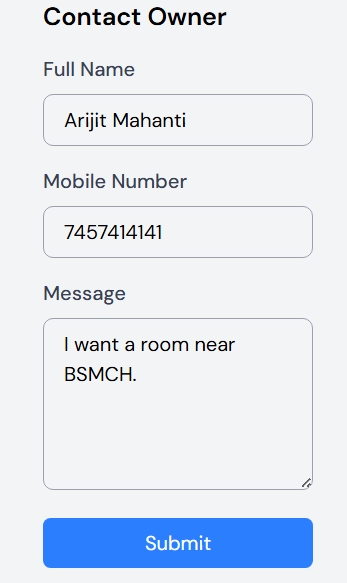 Contact Owner
Full Name
Arijit Mahanti
Mobile Number
7457414141
Message
I want a room near
BSMCH.
Submit